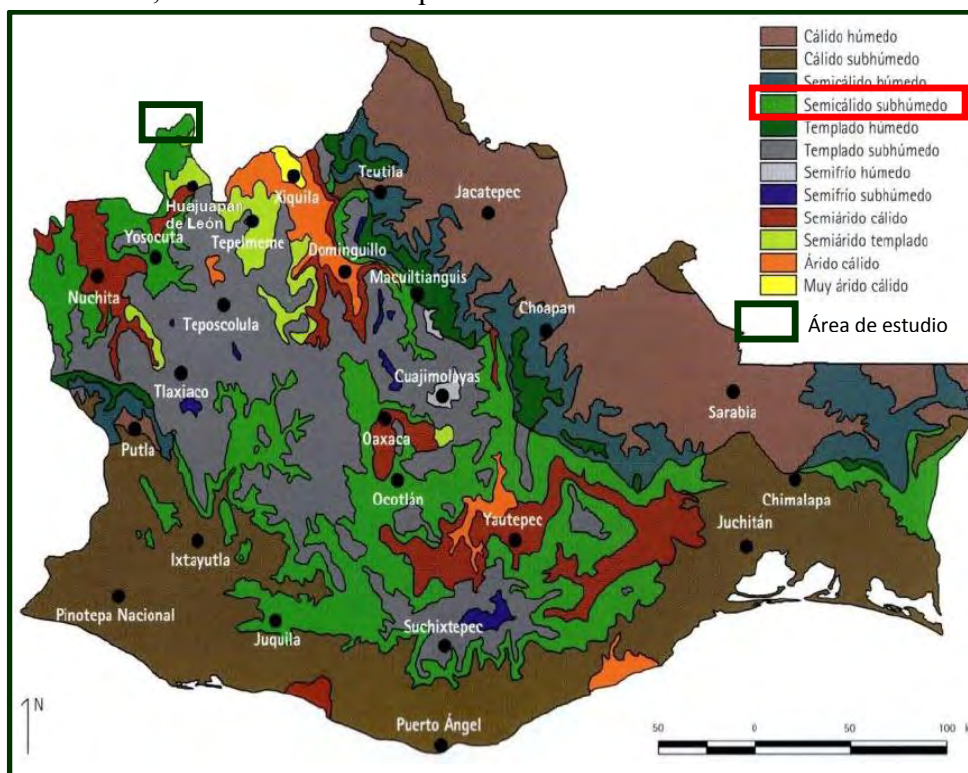 Cálido húmedo
Cálido subhúmedo
Semicálido húmedo
Semicálido subhúmedo
Templado húmedo
Templado subhúmedo
Semifrío húmedo
Semifrío subhúmedo
Semiárido cálido
Semiárido templado
Árido cálido
Muy árido cálido
Área de estudio
Teutila
Xiquila
Jacatepec
Huajuapan
de León
Yosocuta
Tepelmeme
Dominguillo
Macuiltianguis
Nuchita
Teposcolula
Choapan
Tlaxiaco
Cuajimoloyas
Sarabia
Oaxaca
Putla
Ocotlán
Chimalapa
Yautepec
Juchitán
Ixtayutla
Pinotepa Nacional
Juquila
Suchixtepec
Puerto Ángel
N
50 0 50 100